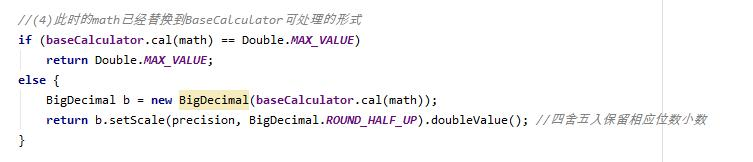 //(4)此时的math已经替换到BaseCalculator可处理的形式
if (baseCalculator.cal(math) == Double.MAX_VALUE)
    return Double.MAX_VALUE;
else {
    BigDecimal b = new BigDecimal(baseCalculator.cal(math));
    return b.setScale(precision, BigDecimal.ROUND_HALF_UP).doubleValue(); //四舍五入保留相应位数小数
}